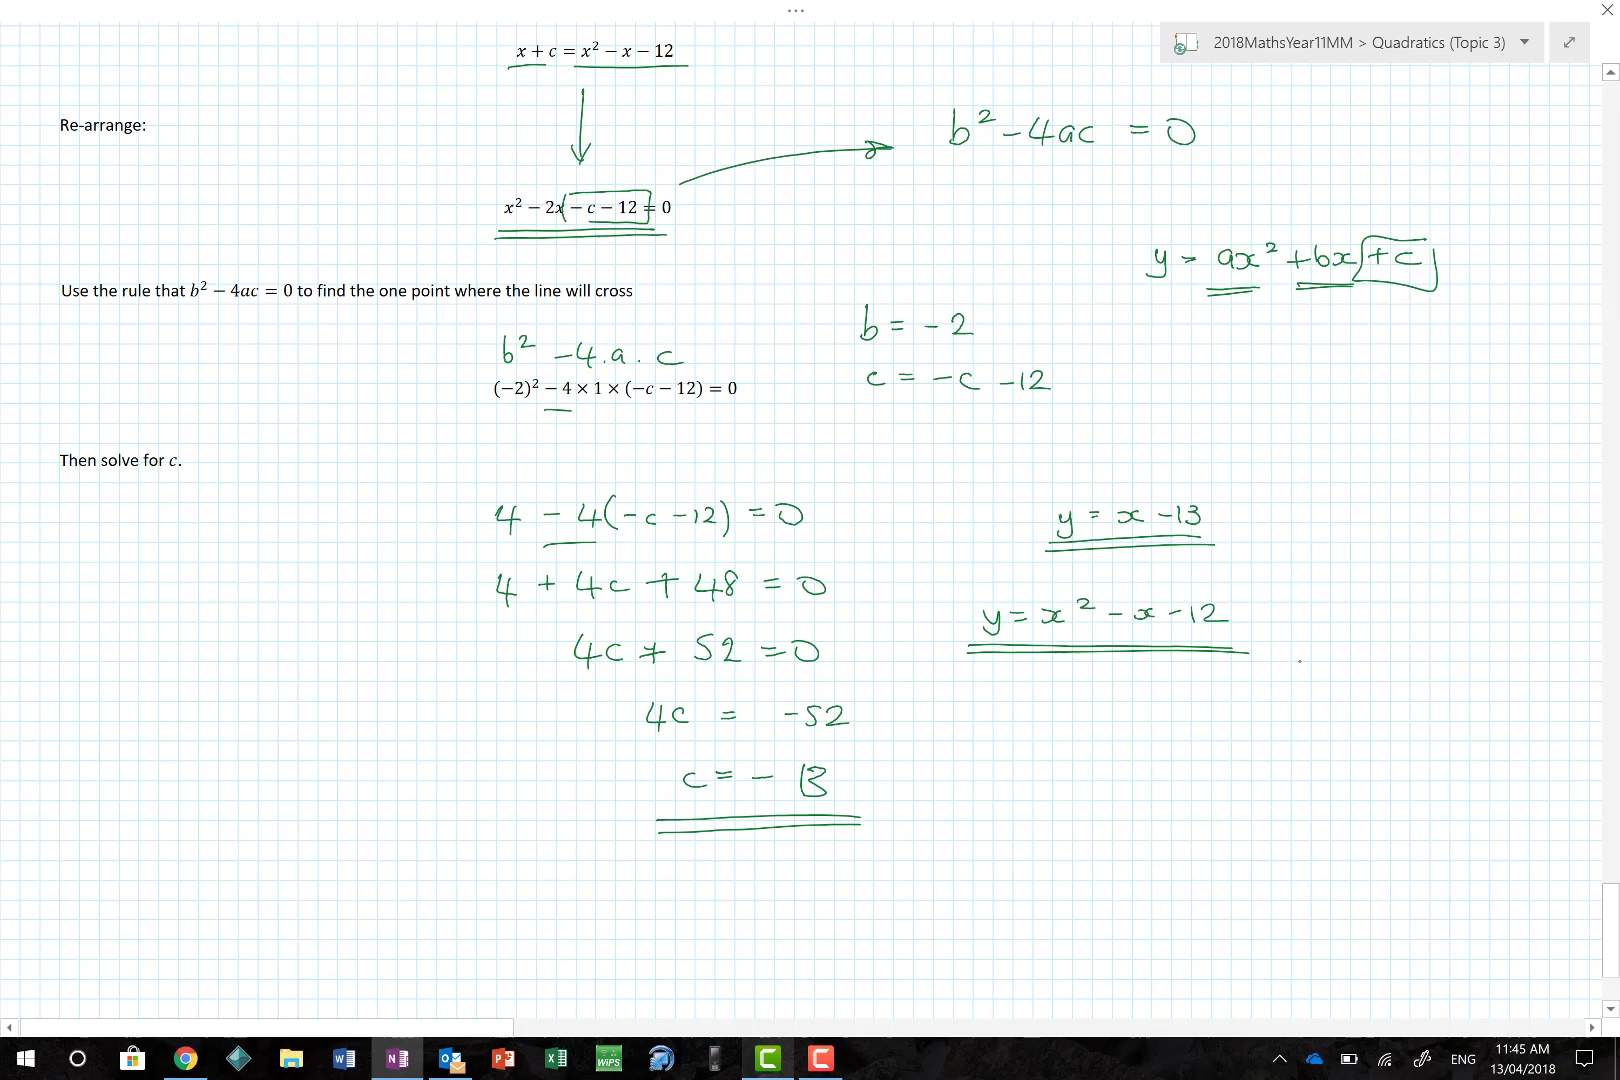 2018MathsYear11MM > Quadratics (Topic 3)
x + c = x² − x − 12
Re-arrange:
b² − 4ac = 0
x² − 2x − c − 12 = 0
y = ax² + bx + c
Use the rule that b² − 4ac = 0 to find the one point where the line will cross
b = −2
b² − 4.a.c
c = −c −12
(−2)² − 4 × 1 × (−c − 12) = 0
Then solve for c.
4 − 4(−c −12) = 0
y = x −13
4 + 4c + 48 = 0
y = x² − x −12
4c + 52 = 0
4c = −52
c = − 13
WiPS
ENG
11:45 AM
13/04/2018